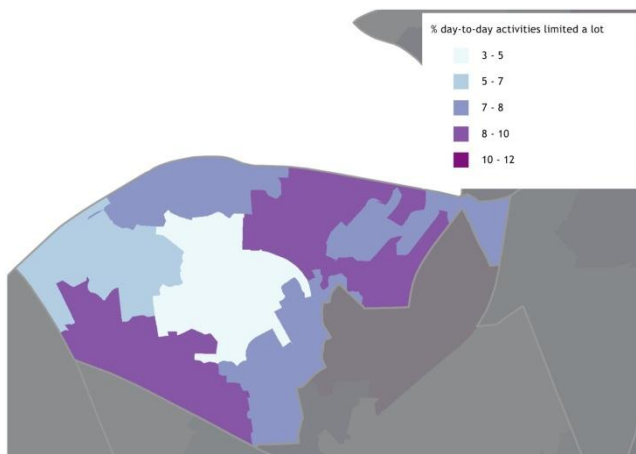 % day-to-day activities limited a lot
3 - 5
5 - 7
7 - 8
8 - 10
10 - 12